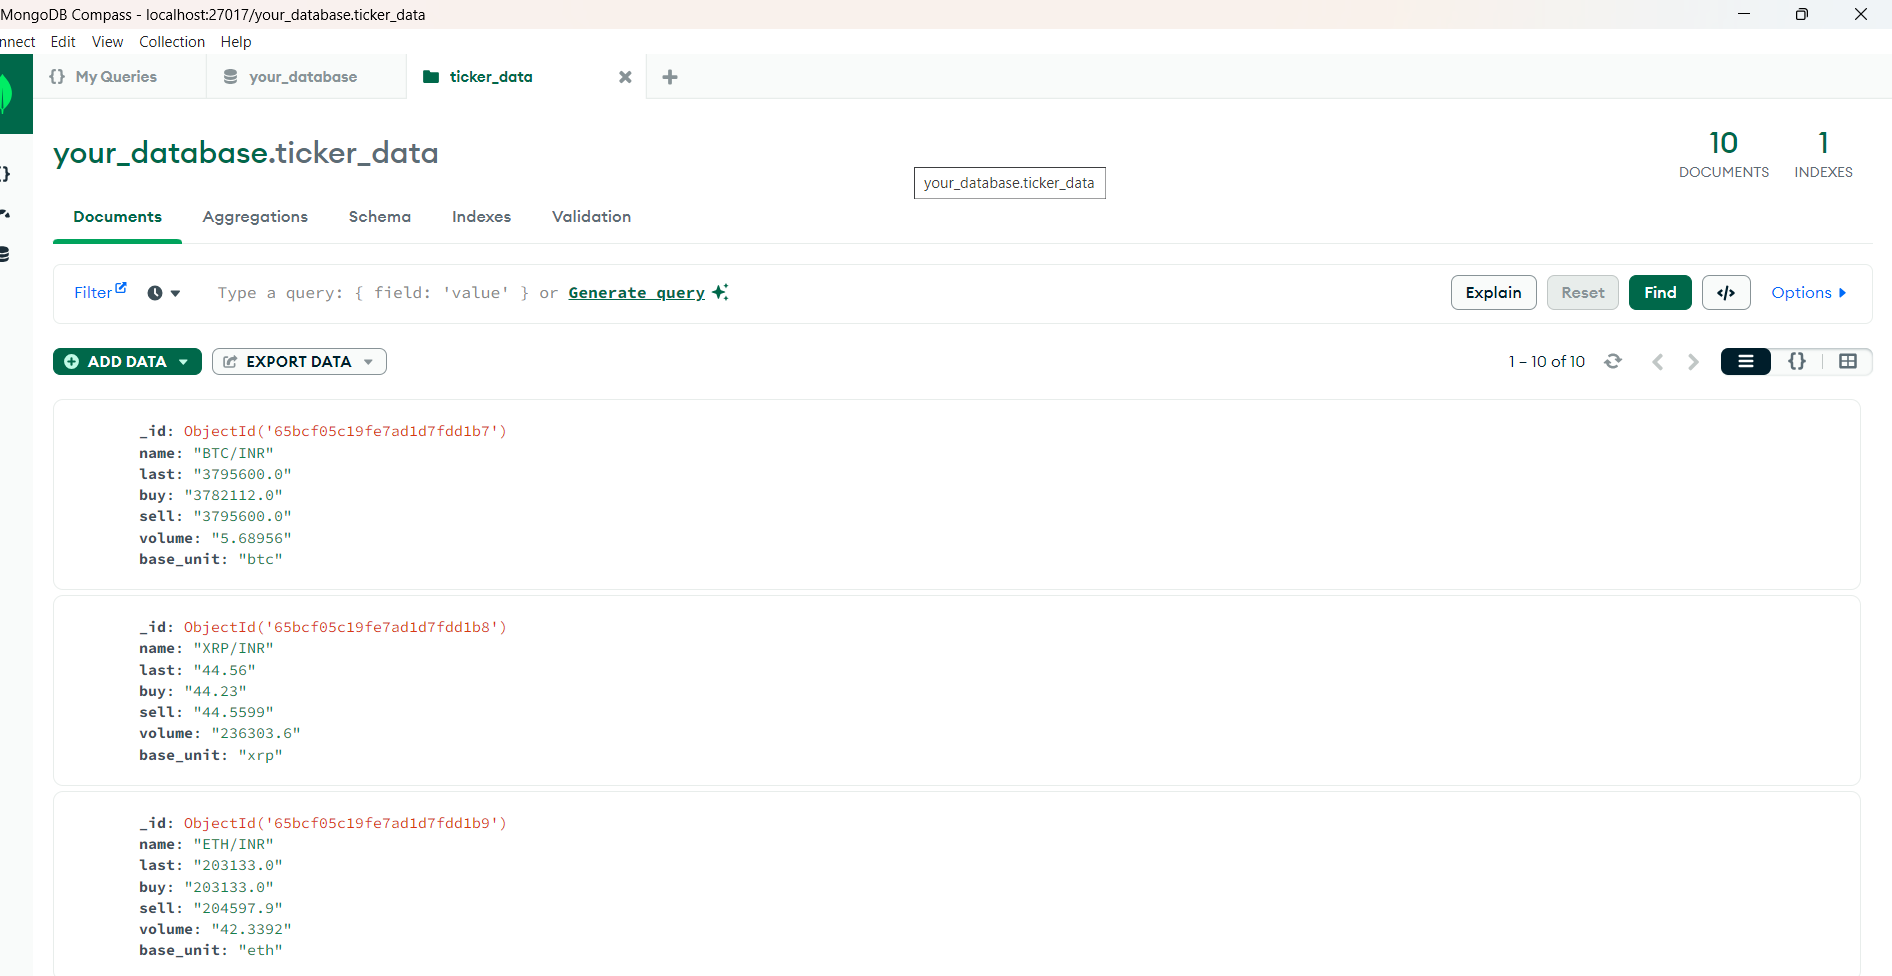 MongoDB Compass - localhost:27017/your_database.ticker_data
nnect Edit View Collection Help
{} My Queries your_database ticker_data
your_database.ticker_data
10 1
DOCUMENTS INDEXES
your_database.ticker_data
Documents Aggregations Schema Indexes Validation
Filter Type a query: { field: 'value' } or Generate query Explain Reset Find </> Options
ADD DATA EXPORT DATA 1 – 10 of 10 {}
_id: ObjectId('65bcf05c19fe7ad1d7fdd1b7')
name: "BTC/INR"
last: "3795600.0"
buy: "3782112.0"
sell: "3795600.0"
volume: "5.68956"
base_unit: "btc"
_id: ObjectId('65bcf05c19fe7ad1d7fdd1b8')
name: "XRP/INR"
last: "44.56"
buy: "44.23"
sell: "44.5599"
volume: "236303.6"
base_unit: "xrp"
_id: ObjectId('65bcf05c19fe7ad1d7fdd1b9')
name: "ETH/INR"
last: "203133.0"
buy: "203133.0"
sell: "204597.9"
volume: "42.3392"
base_unit: "eth"